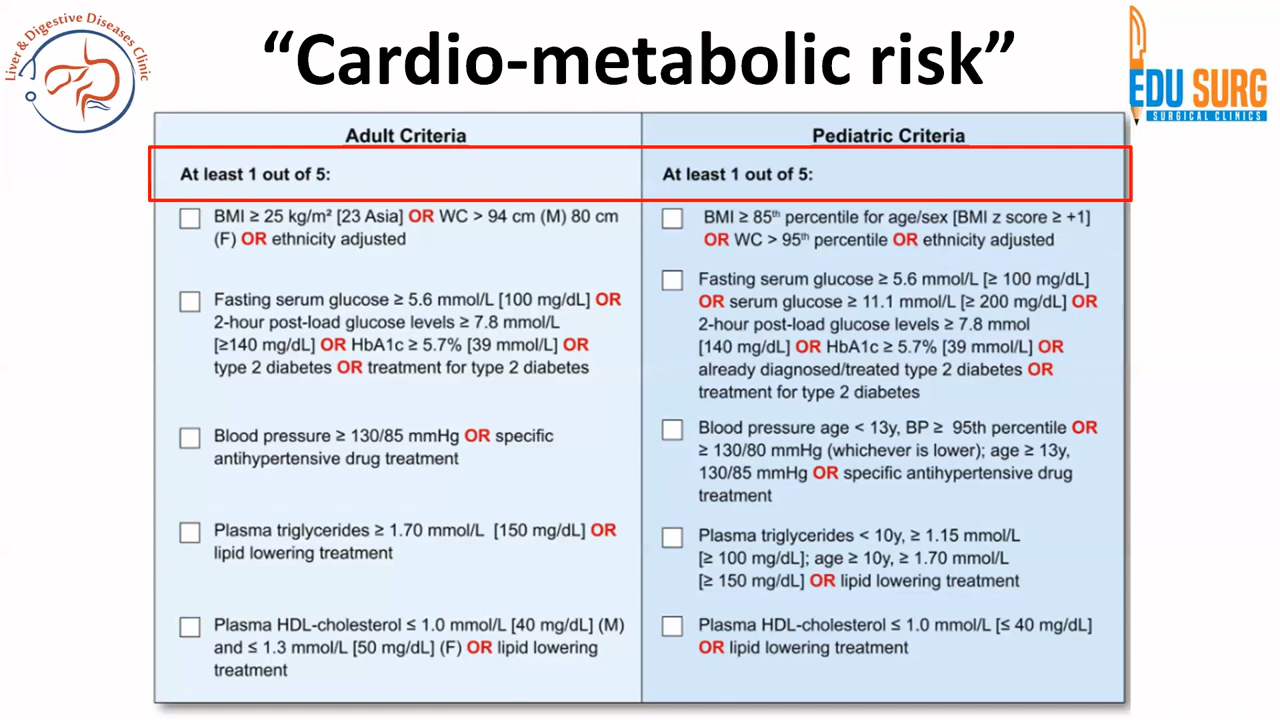 Liver & Digestive Diseases Clinic
“Cardio-metabolic risk”
EDU SURG
SURGICAL CLINICS
Adult Criteria
At least 1 out of 5:
BMI ≥ 25 kg/m² [23 Asia] OR WC > 94 cm (M) 80 cm
(F) OR ethnicity adjusted
Fasting serum glucose ≥ 5.6 mmol/L [100 mg/dL] OR
2-hour post-load glucose levels ≥ 7.8 mmol/L
[≥140 mg/dL] OR HbA1c ≥ 5.7% [39 mmol/L] OR
type 2 diabetes OR treatment for type 2 diabetes
Blood pressure ≥ 130/85 mmHg OR specific
antihypertensive drug treatment
Plasma triglycerides ≥ 1.70 mmol/L [150 mg/dL] OR
lipid lowering treatment
Plasma HDL-cholesterol ≤ 1.0 mmol/L [40 mg/dL] (M)
and ≤ 1.3 mmol/L [50 mg/dL] (F) OR lipid lowering
treatment
Pediatric Criteria
At least 1 out of 5:
BMI ≥ 85th percentile for age/sex [BMI z score ≥ +1]
OR WC > 95th percentile OR ethnicity adjusted
Fasting serum glucose ≥ 5.6 mmol/L [≥ 100 mg/dL]
OR serum glucose ≥ 11.1 mmol/L [≥ 200 mg/dL] OR
2-hour post-load glucose levels ≥ 7.8 mmol
[140 mg/dL] OR HbA1c ≥ 5.7% [39 mmol/L] OR
already diagnosed/treated type 2 diabetes OR
treatment for type 2 diabetes
Blood pressure age < 13y, BP ≥ 95th percentile OR
≥ 130/80 mmHg (whichever is lower); age ≥ 13y,
130/85 mmHg OR specific antihypertensive drug
treatment
Plasma triglycerides < 10y, ≥ 1.15 mmol/L
[≥ 100 mg/dL]; age ≥ 10y, ≥ 1.70 mmol/L
[≥ 150 mg/dL] OR lipid lowering treatment
Plasma HDL-cholesterol ≤ 1.0 mmol/L [≤ 40 mg/dL]
OR lipid lowering treatment